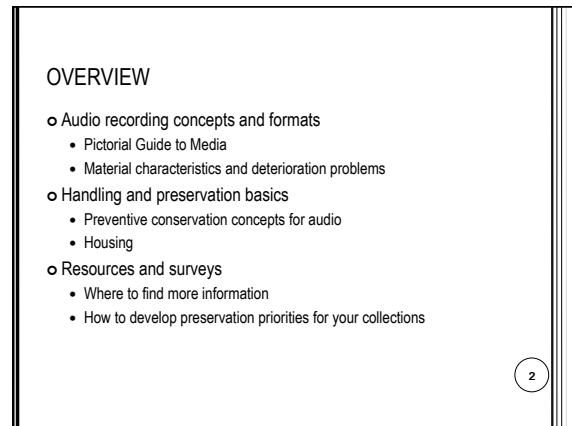 OVERVIEW
Audio recording concepts and formats
• Pictorial Guide to Media
• Material characteristics and deterioration problems
Handling and preservation basics
• Preventive conservation concepts for audio
• Housing
Resources and surveys
• Where to find more information
• How to develop preservation priorities for your collections
2